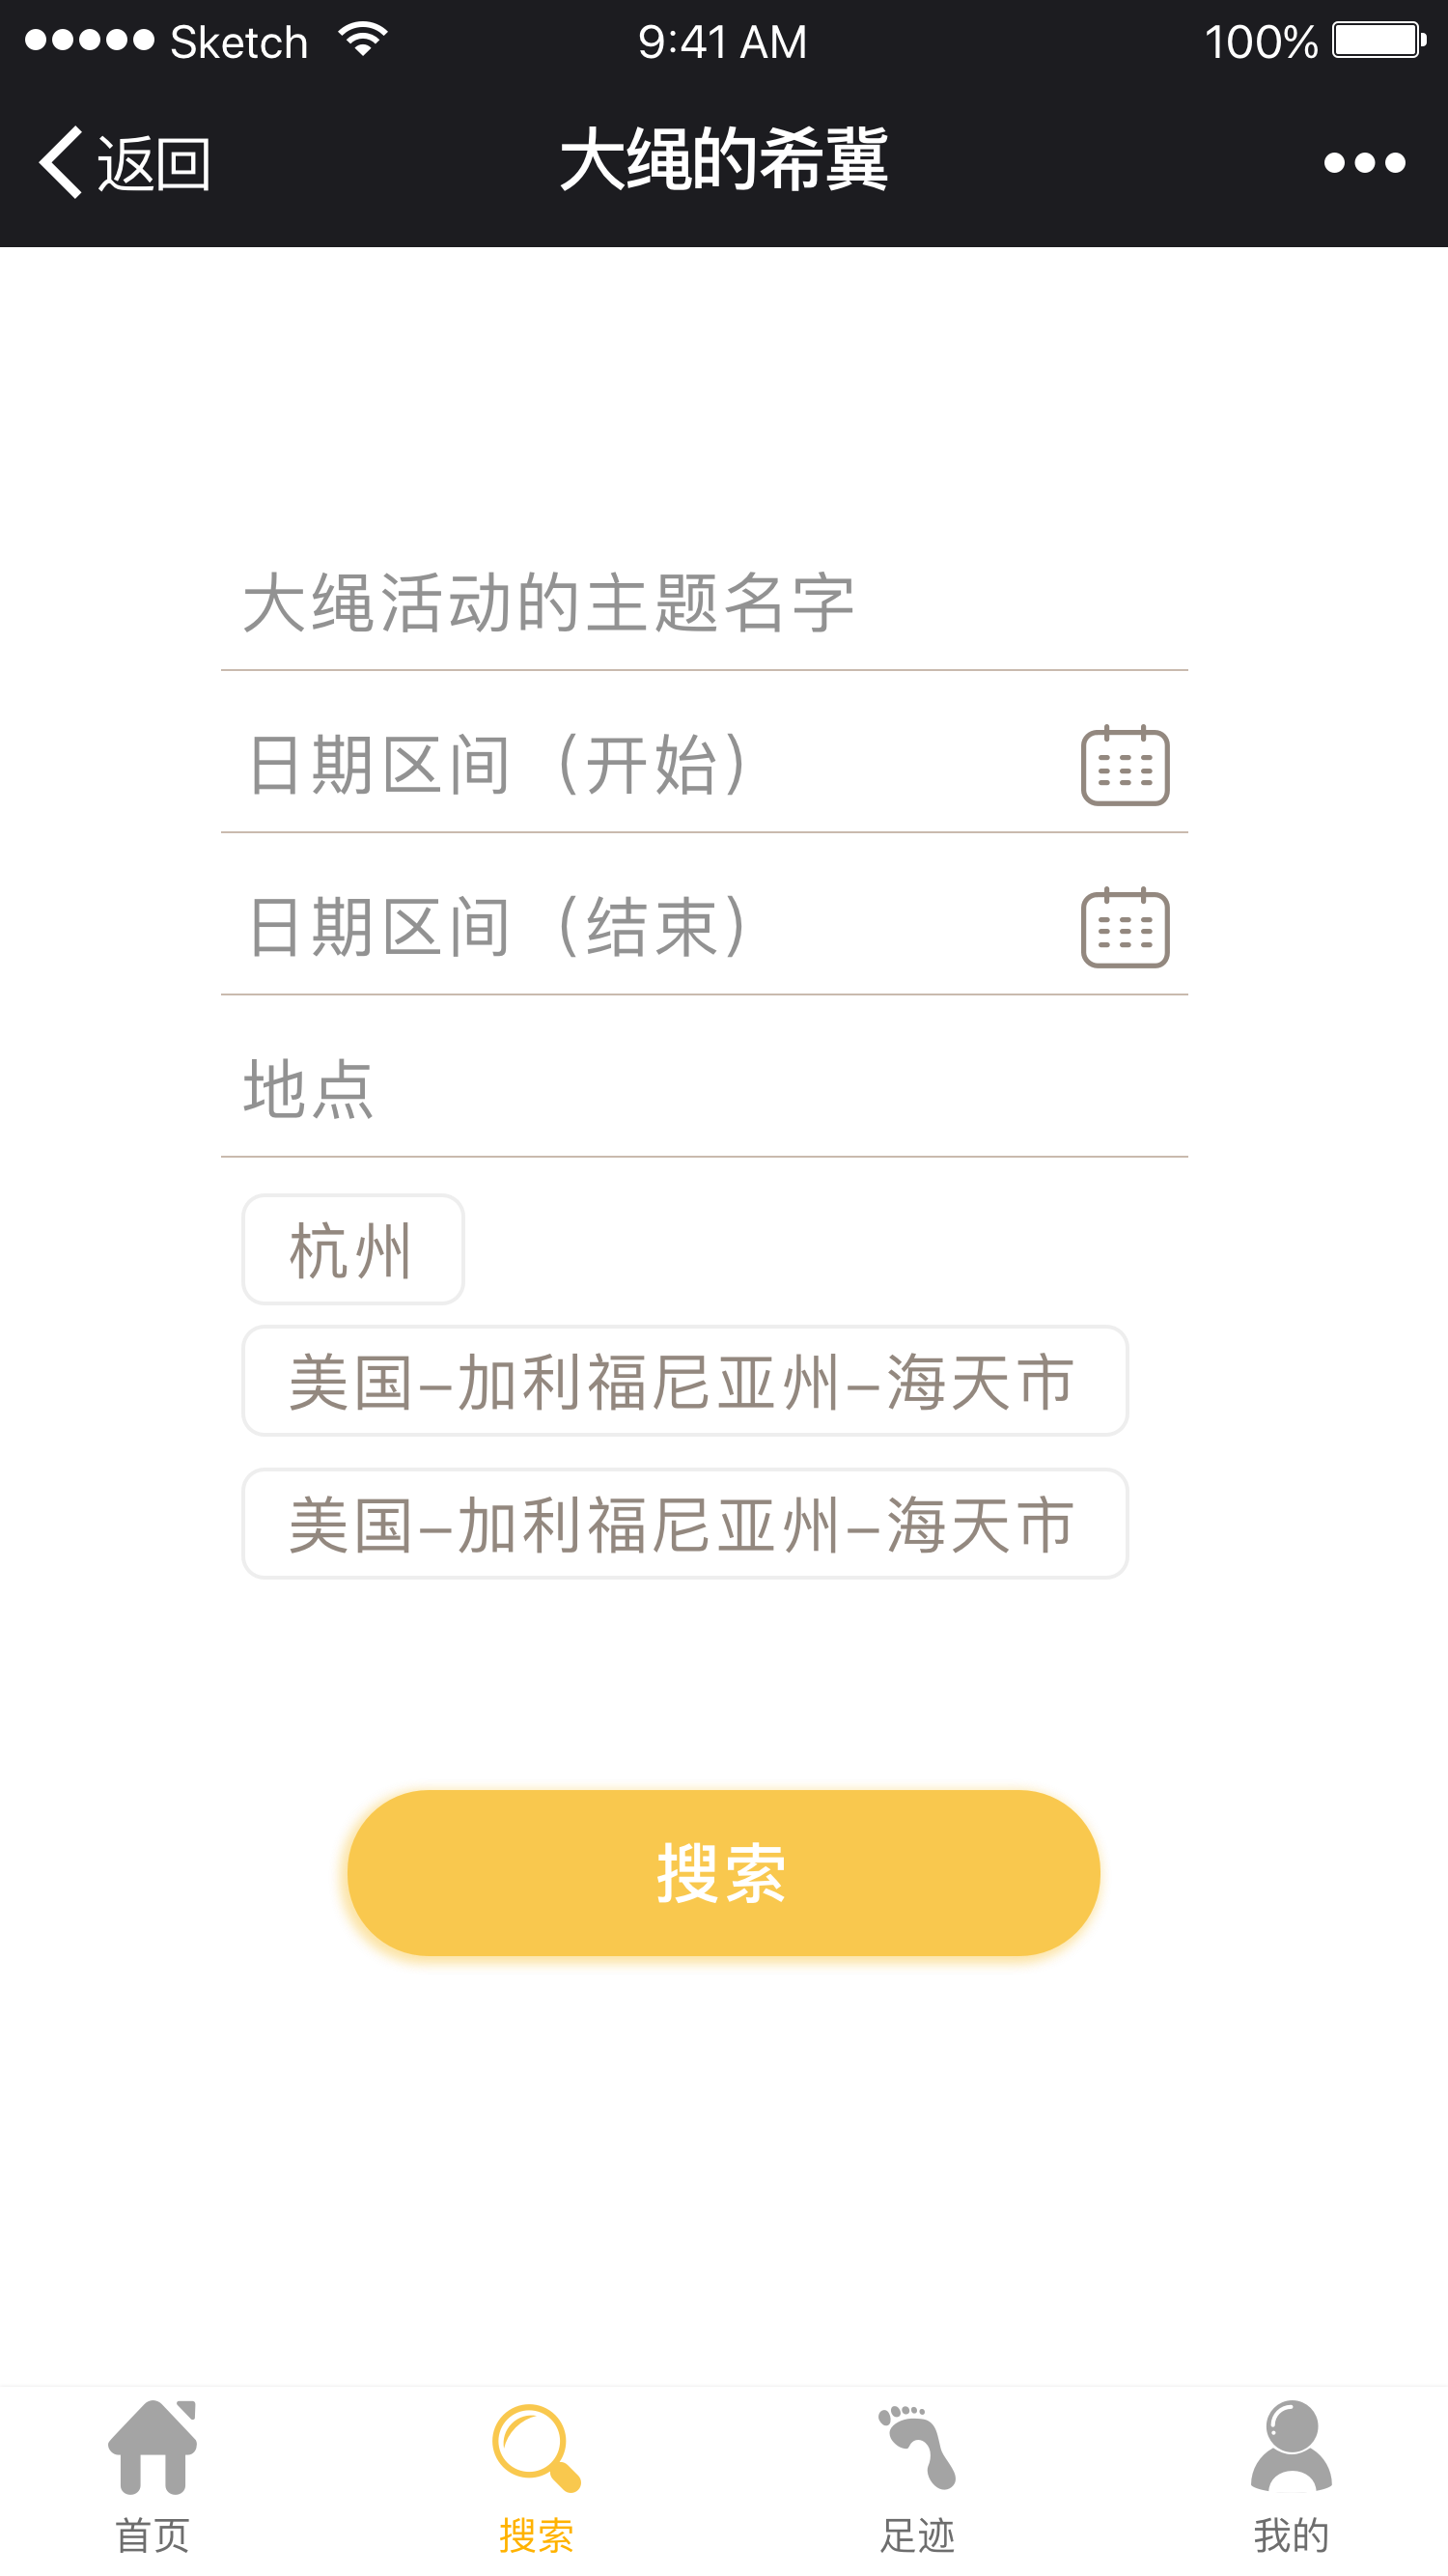 Sketch 9:41 AM 100%
返回 大绳的希冀
大绳活动的主题名字
日期区间（开始）
日期区间（结束）
地点
杭州
美国–加利福尼亚州–海天市
美国–加利福尼亚州–海天市
搜索
首页 搜索 足迹 我的